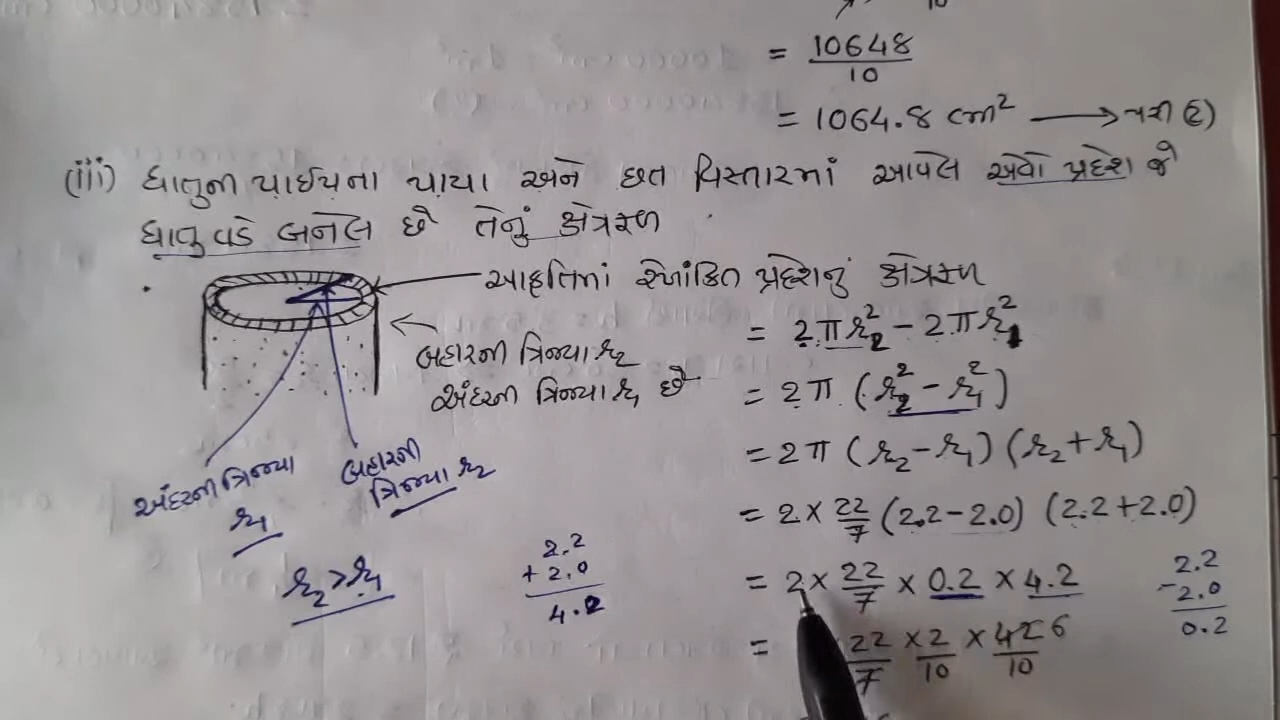 = 10648/10
= 1064.8 cm² ⟶ પરિ (2)
(iii) ધાતુની પાઈપના પાયા અને છત વિસ્તારમાં આવેલ એવો પ્રદેશ જે
ધાતુ વડે બનેલ છે તેનું ક્ષેત્રફળ
આકૃતિમાં રેખાંકિત પ્રદેશનું ક્ષેત્રફળ
= 2πr₂² - 2πr₁²
બહારની ત્રિજ્યા r₂
અંદરની ત્રિજ્યા r₁ છે
= 2π (r₂² - r₁²)
= 2π (r₂ - r₁) (r₂ + r₁)
અંદરની ત્રિજ્યા
r₁
બહારની
ત્રિજ્યા r₂
r₂ > r₁
= 2 × 22/7 (2.2 - 2.0) (2.2 + 2.0)
2.2
+ 2.0
4.2
= 2 × 22/7 × 0.2 × 4.2
2.2
- 2.0
0.2
= 22/7 × 2/10 × 42/10 6